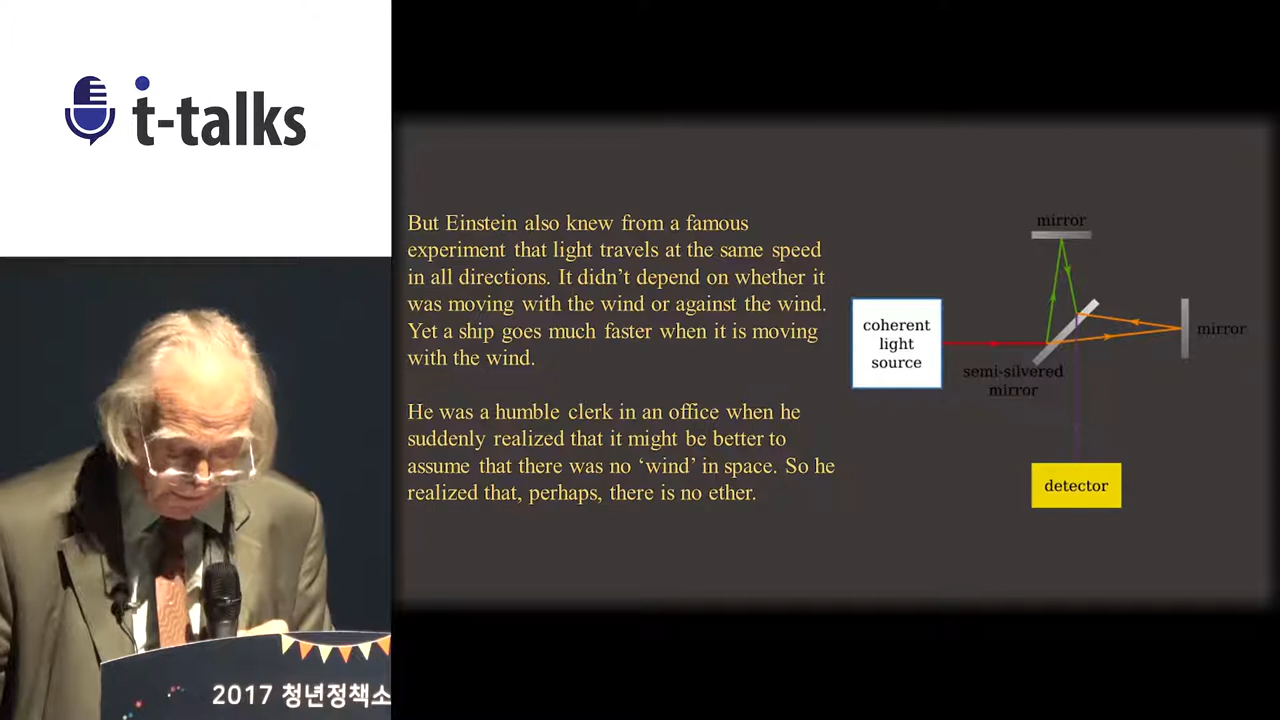 t-talks
But Einstein also knew from a famous
experiment that light travels at the same speed
in all directions. It didn’t depend on whether it
was moving with the wind or against the wind.
Yet a ship goes much faster when it is moving
with the wind.
He was a humble clerk in an office when he
suddenly realized that it might be better to
assume that there was no ‘wind’ in space. So he
realized that, perhaps, there is no ether.
mirror
coherent
light
source
mirror
semi-silvered
mirror
detector
2017 청년정책소